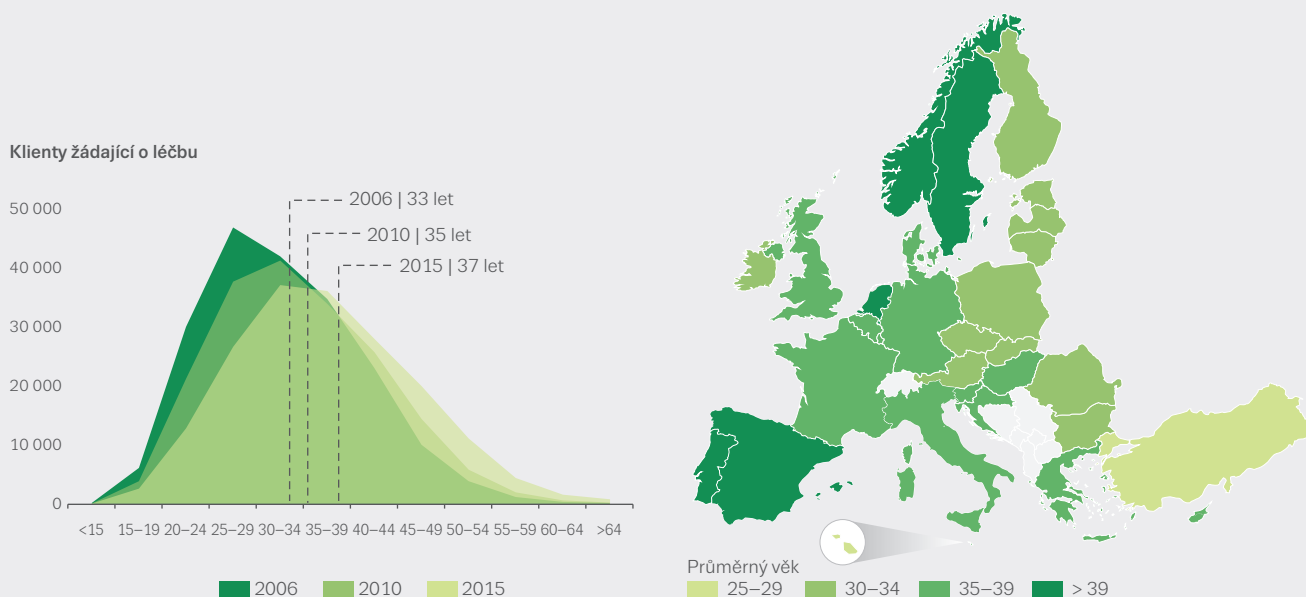 Klienty žádající o léčbu
50 000
40 000
30 000
20 000
10 000
0
2006 | 33 let
2010 | 35 let
2015 | 37 let
<15 15–19 20–24 25–29 30–34 35–39 40–44 45–49 50–54 55–59 60–64 >64
2006 2010 2015
Průměrný věk
25–29 30–34 35–39 > 39